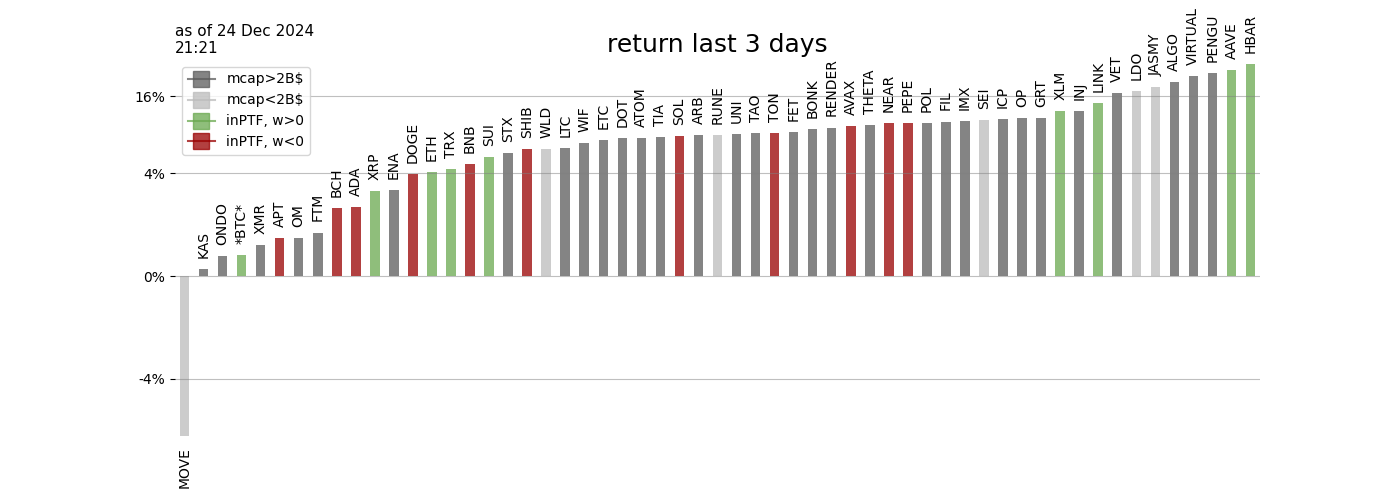 as of 24 Dec 2024
21:21
return last 3 days
mcap>2B$
mcap<2B$
inPTF, w>0
inPTF, w<0
16%
4%
0%
-4%
MOVE
KAS
ONDO
*BTC*
XMR
APT
OM
FTM
BCH
ADA
XRP
ENA
DOGE
ETH
TRX
BNB
SUI
STX
SHIB
WLD
LTC
WIF
ETC
DOT
ATOM
TIA
SOL
ARB
RUNE
UNI
TAO
TON
FET
BONK
RENDER
AVAX
THETA
NEAR
PEPE
POL
FIL
IMX
SEI
ICP
OP
GRT
XLM
INJ
LINK
VET
LDO
JASMY
ALGO
VIRTUAL
PENGU
AAVE
HBAR